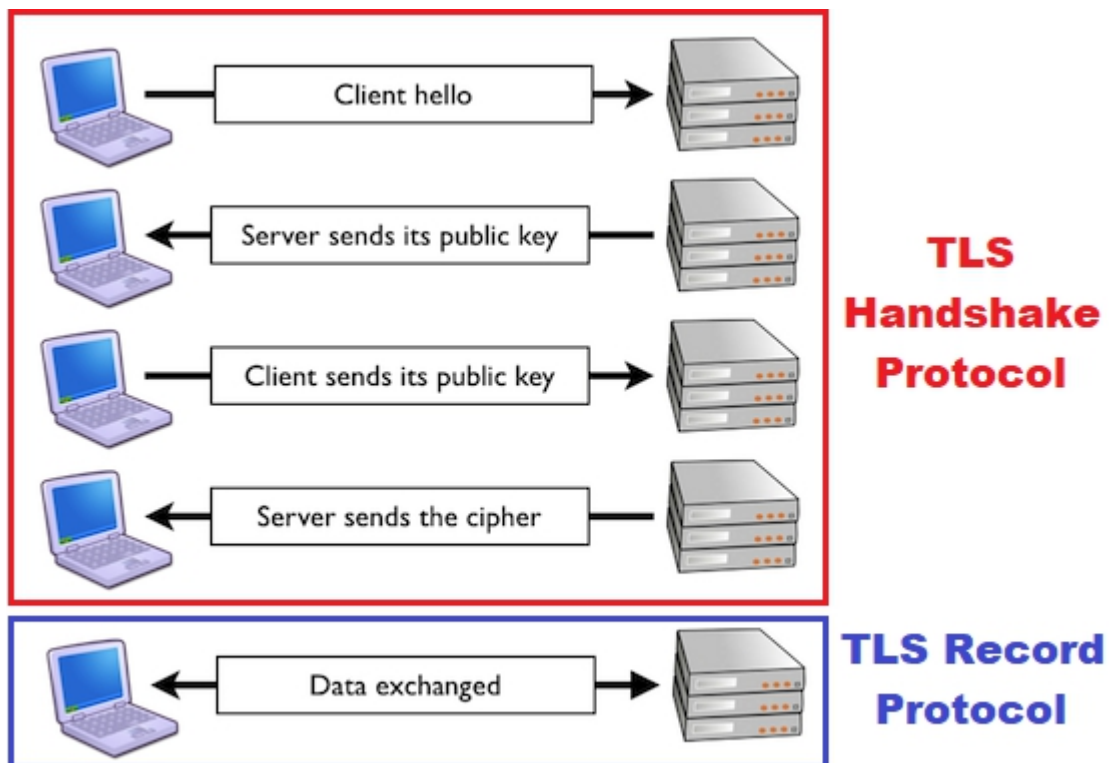 Client hello
Server sends its public key
Client sends its public key
Server sends the cipher
TLS
Handshake
Protocol
Data exchanged
TLS Record
Protocol